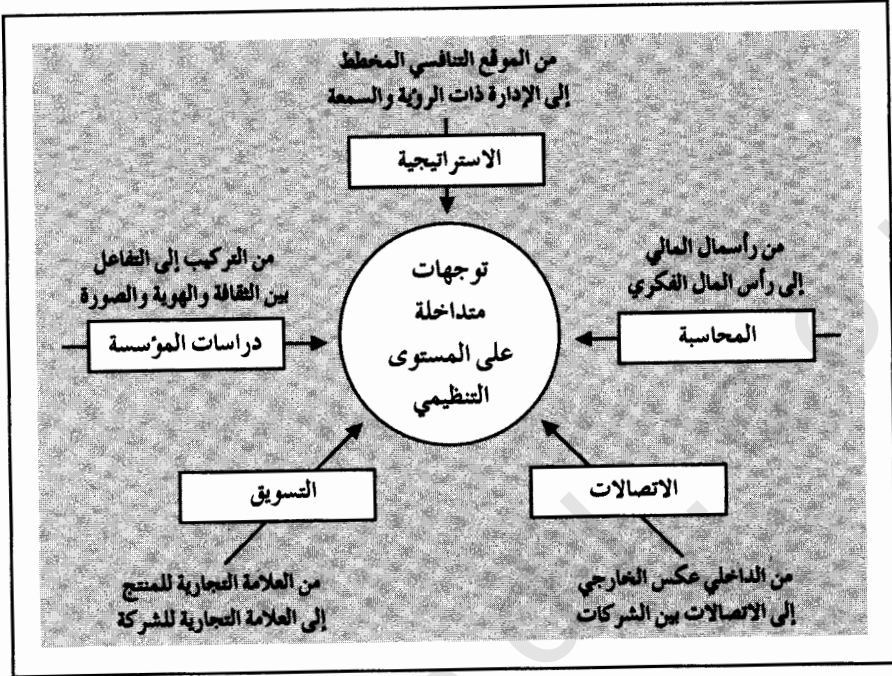 من الموقع التنافسي المخطط
إلى الإدارة ذات الرؤية والسمعة
الاستراتيجية
من رأسمال المالي
إلى رأس المال الفكري
المحاسبة
من التركيب إلى التفاعل
بين الثقافة والهوية والصورة
دراسات المؤسسة
توجهات
متداخلة
على المستوى
التنظيمي
الاتصالات
من الداخلي عكس الخارجي
إلى الاتصالات بين الشركات
التسويق
من العلامة التجارية للمنتج
إلى العلامة التجارية للشركة